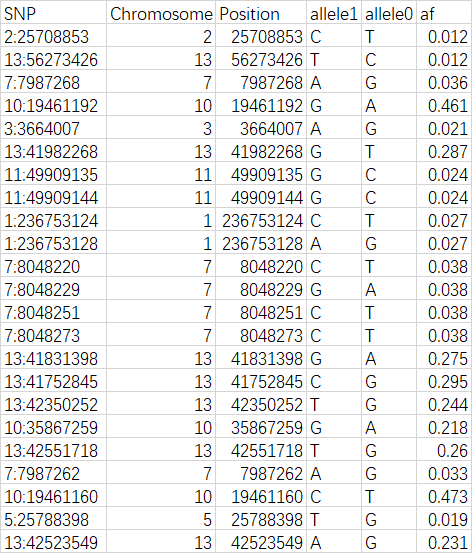 SNP Chromosome Position allele1 allele0 af
2:25708853 2 25708853 C T 0.012
13:56273426 13 56273426 T C 0.012
7:7987268 7 7987268 A G 0.036
10:19461192 10 19461192 G A 0.461
3:3664007 3 3664007 A G 0.021
13:41982268 13 41982268 G T 0.287
11:49909135 11 49909135 G C 0.024
11:49909144 11 49909144 G C 0.024
1:236753124 1 236753124 C T 0.027
1:236753128 1 236753128 A G 0.027
7:8048220 7 8048220 C T 0.038
7:8048229 7 8048229 G A 0.038
7:8048251 7 8048251 C T 0.038
7:8048273 7 8048273 C T 0.038
13:41831398 13 41831398 G A 0.275
13:41752845 13 41752845 C G 0.295
13:42350252 13 42350252 T G 0.244
10:35867259 10 35867259 G A 0.218
13:42551718 13 42551718 T G 0.26
7:7987262 7 7987262 A G 0.033
10:19461160 10 19461160 C T 0.473
5:25788398 5 25788398 T G 0.019
13:42523549 13 42523549 A G 0.231